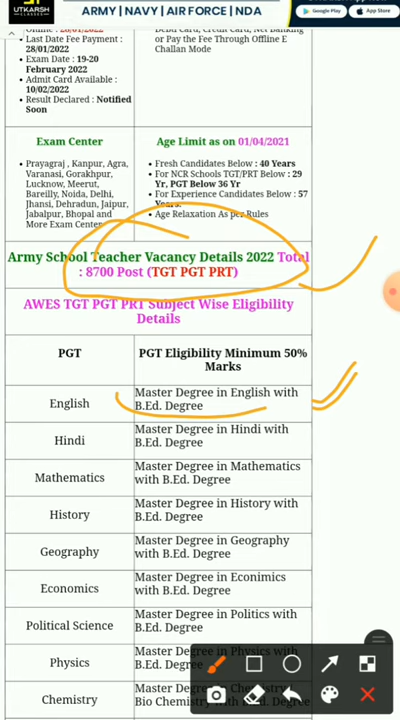 UTKARSH
CLASSES
ARMY | NAVY | AIR FORCE | NDA
Google Play
App Store
Online : 28/01/2022
• Last Date Fee Payment :
28/01/2022
• Exam Date : 19-20
February 2022
• Admit Card Available :
10/02/2022
• Result Declared : Notified
Soon
Debit Card, Credit Card, Net Banking
or Pay the Fee Through Offline E
Challan Mode
Exam Center
• Prayagraj , Kanpur, Agra,
Varanasi, Gorakhpur,
Lucknow, Meerut,
Bareilly, Noida, Delhi,
Jhansi, Dehradun, Jaipur,
Jabalpur, Bhopal and
More Exam Center
Age Limit as on 01/04/2021
• Fresh Candidates Below : 40 Years
• For NCR Schools TGT/PRT Below : 29
Yr, PGT Below 36 Yr
• For Experience Candidates Below : 57
Years.
• Age Relaxation As per Rules
Army School Teacher Vacancy Details 2022 Total
: 8700 Post (TGT PGT PRT)
AWES TGT PGT PRT Subject Wise Eligibility
Details
PGT
PGT Eligibility Minimum 50%
Marks
English
Master Degree in English with
B.Ed. Degree
Hindi
Master Degree in Hindi with
B.Ed. Degree
Mathematics
Master Degree in Mathematics
with B.Ed. Degree
History
Master Degree in History with
B.Ed. Degree
Geography
Master Degree in Geography
with B.Ed. Degree
Economics
Master Degree in Econimics
with B.Ed. Degree
Political Science
Master Degree in Politics with
B.Ed. Degree
Physics
Master Degree in Physics with
B.Ed. Degree
Chemistry
Master Degree in Chemistry /
Bio Chemistry with B.Ed. Degree